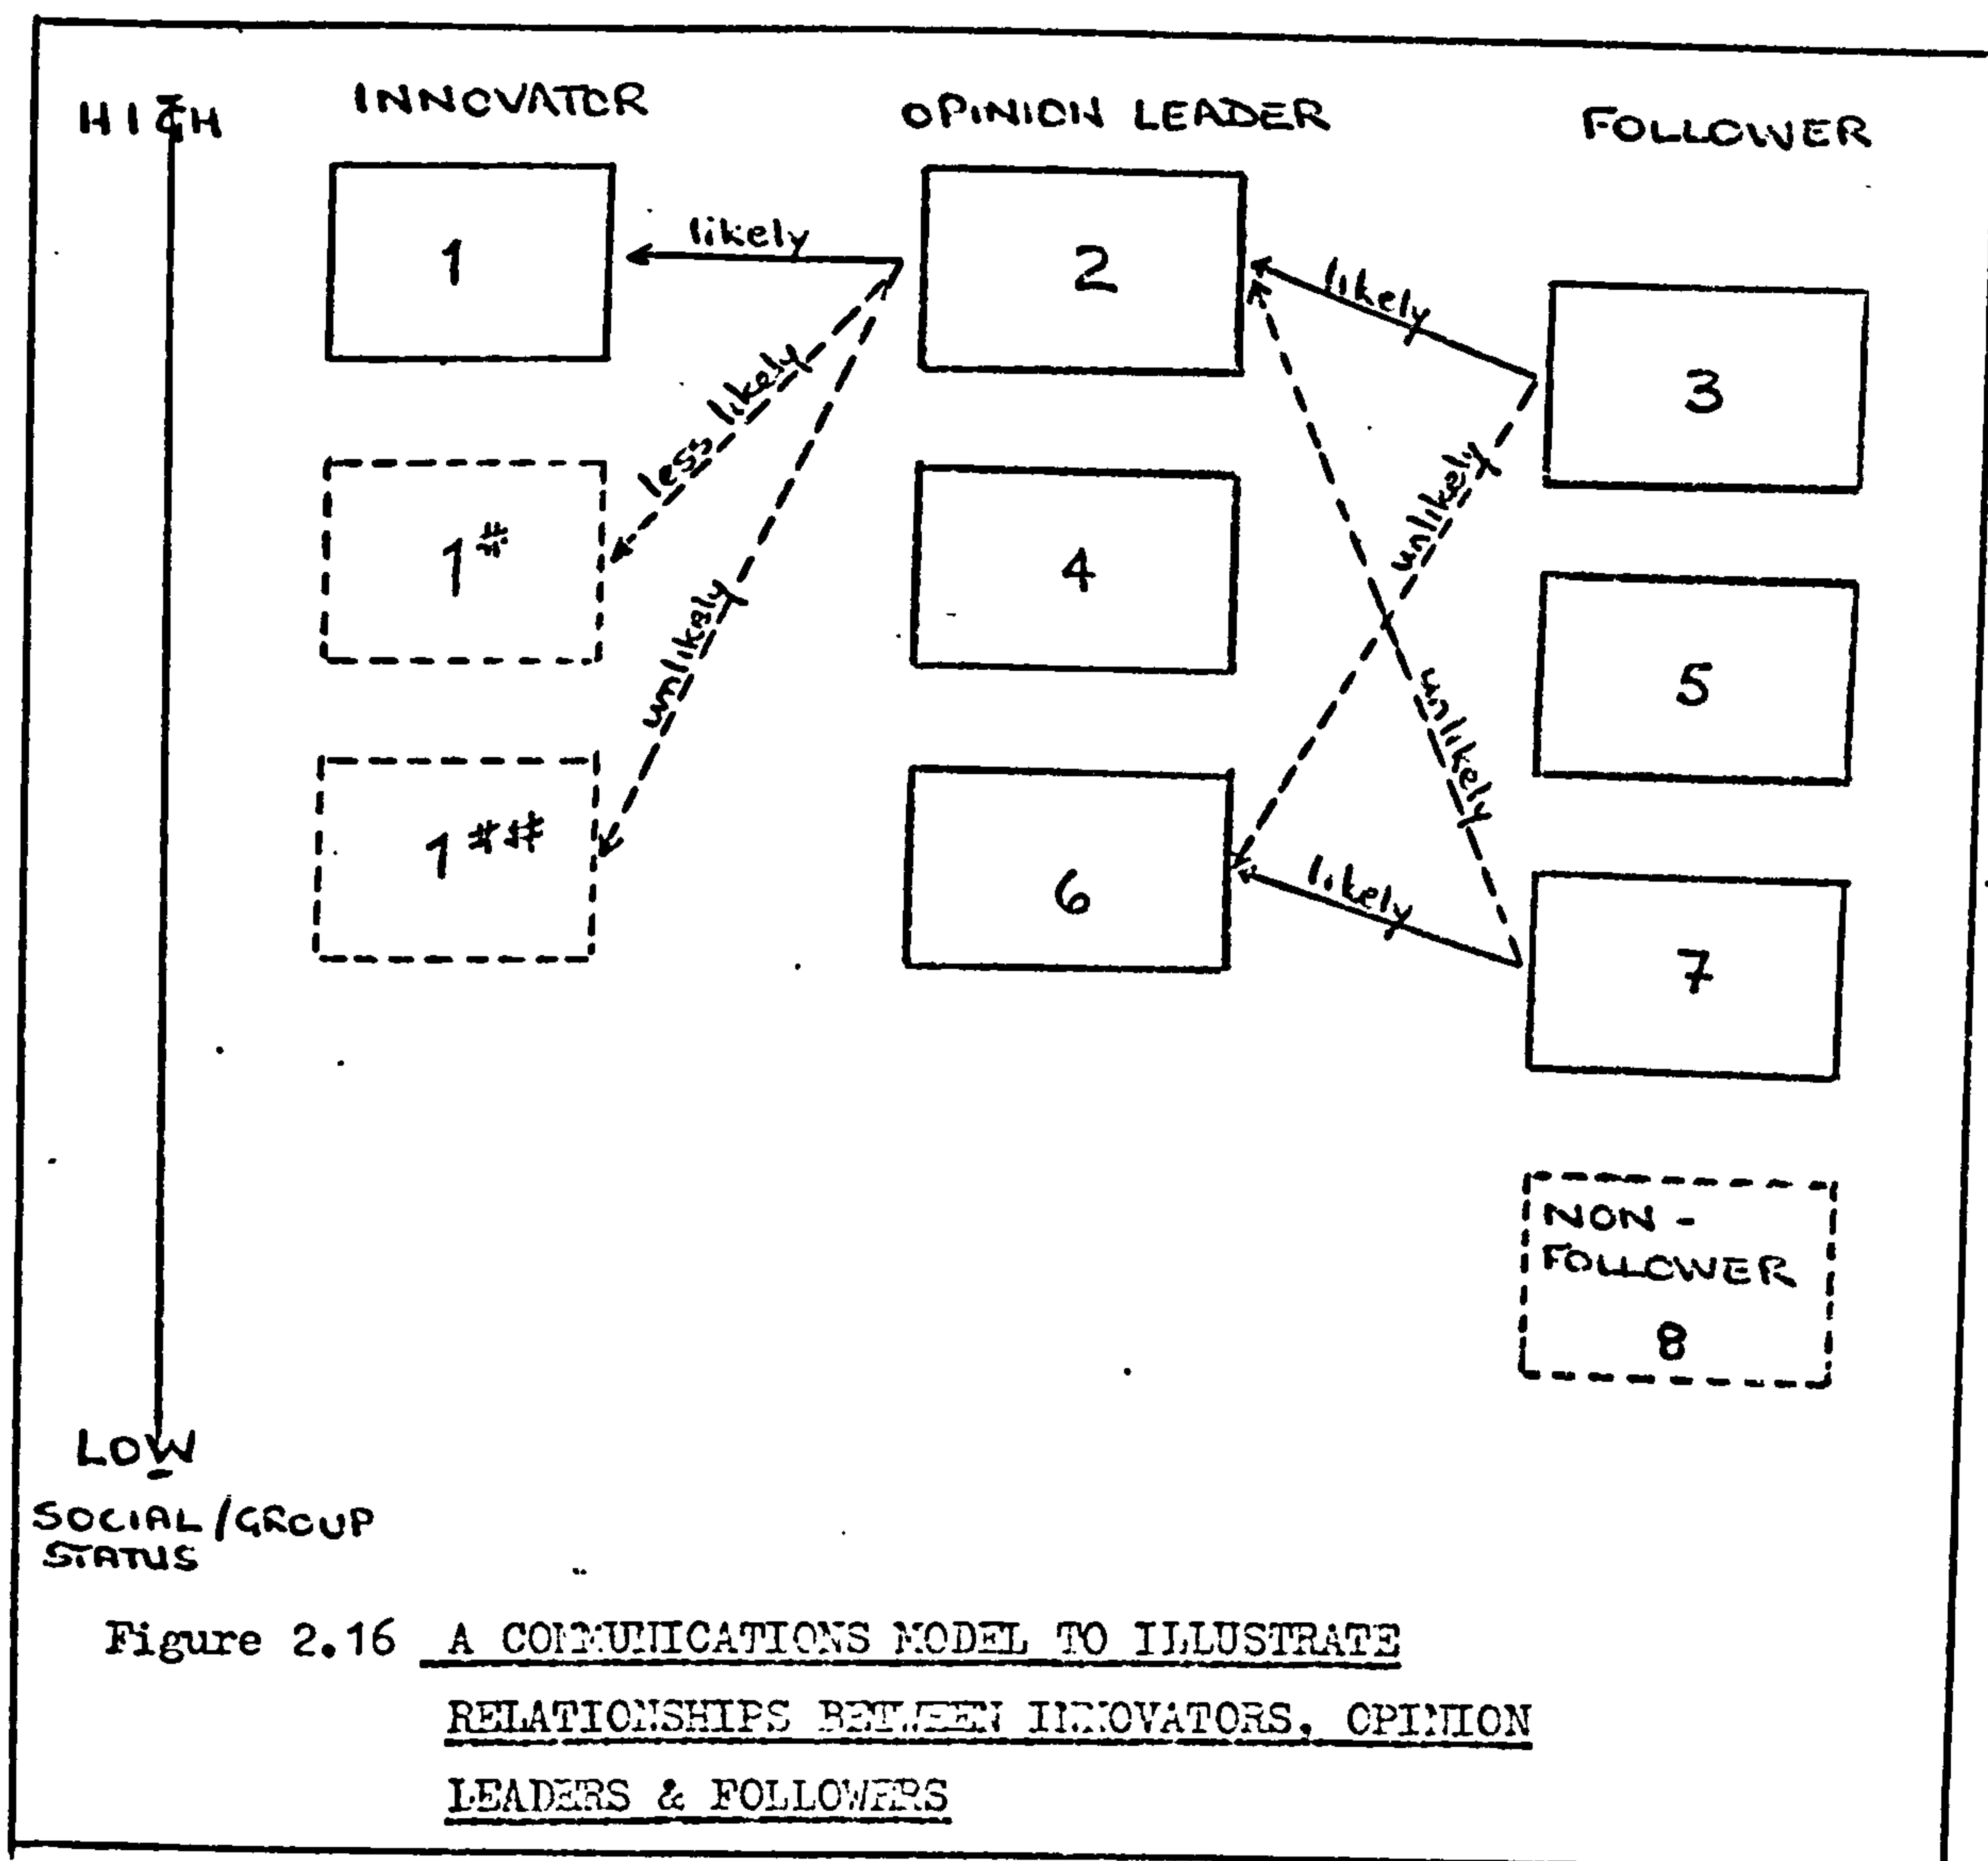 HIGH
INNOVATOR
OPINION LEADER
FOLLOWER
1
likely
2
likely
3
less likely
unlikely
1#
4
unlikely
unlikely
5
1##
6
likely
7
NON -
FOLLOWER
8
LOW
SOCIAL/GROUP
STATUS
Figure 2.16 A COMMUNICATIONS MODEL TO ILLUSTRATE
RELATIONSHIPS BETWEEN INNOVATORS, OPINION
LEADERS & FOLLOWERS